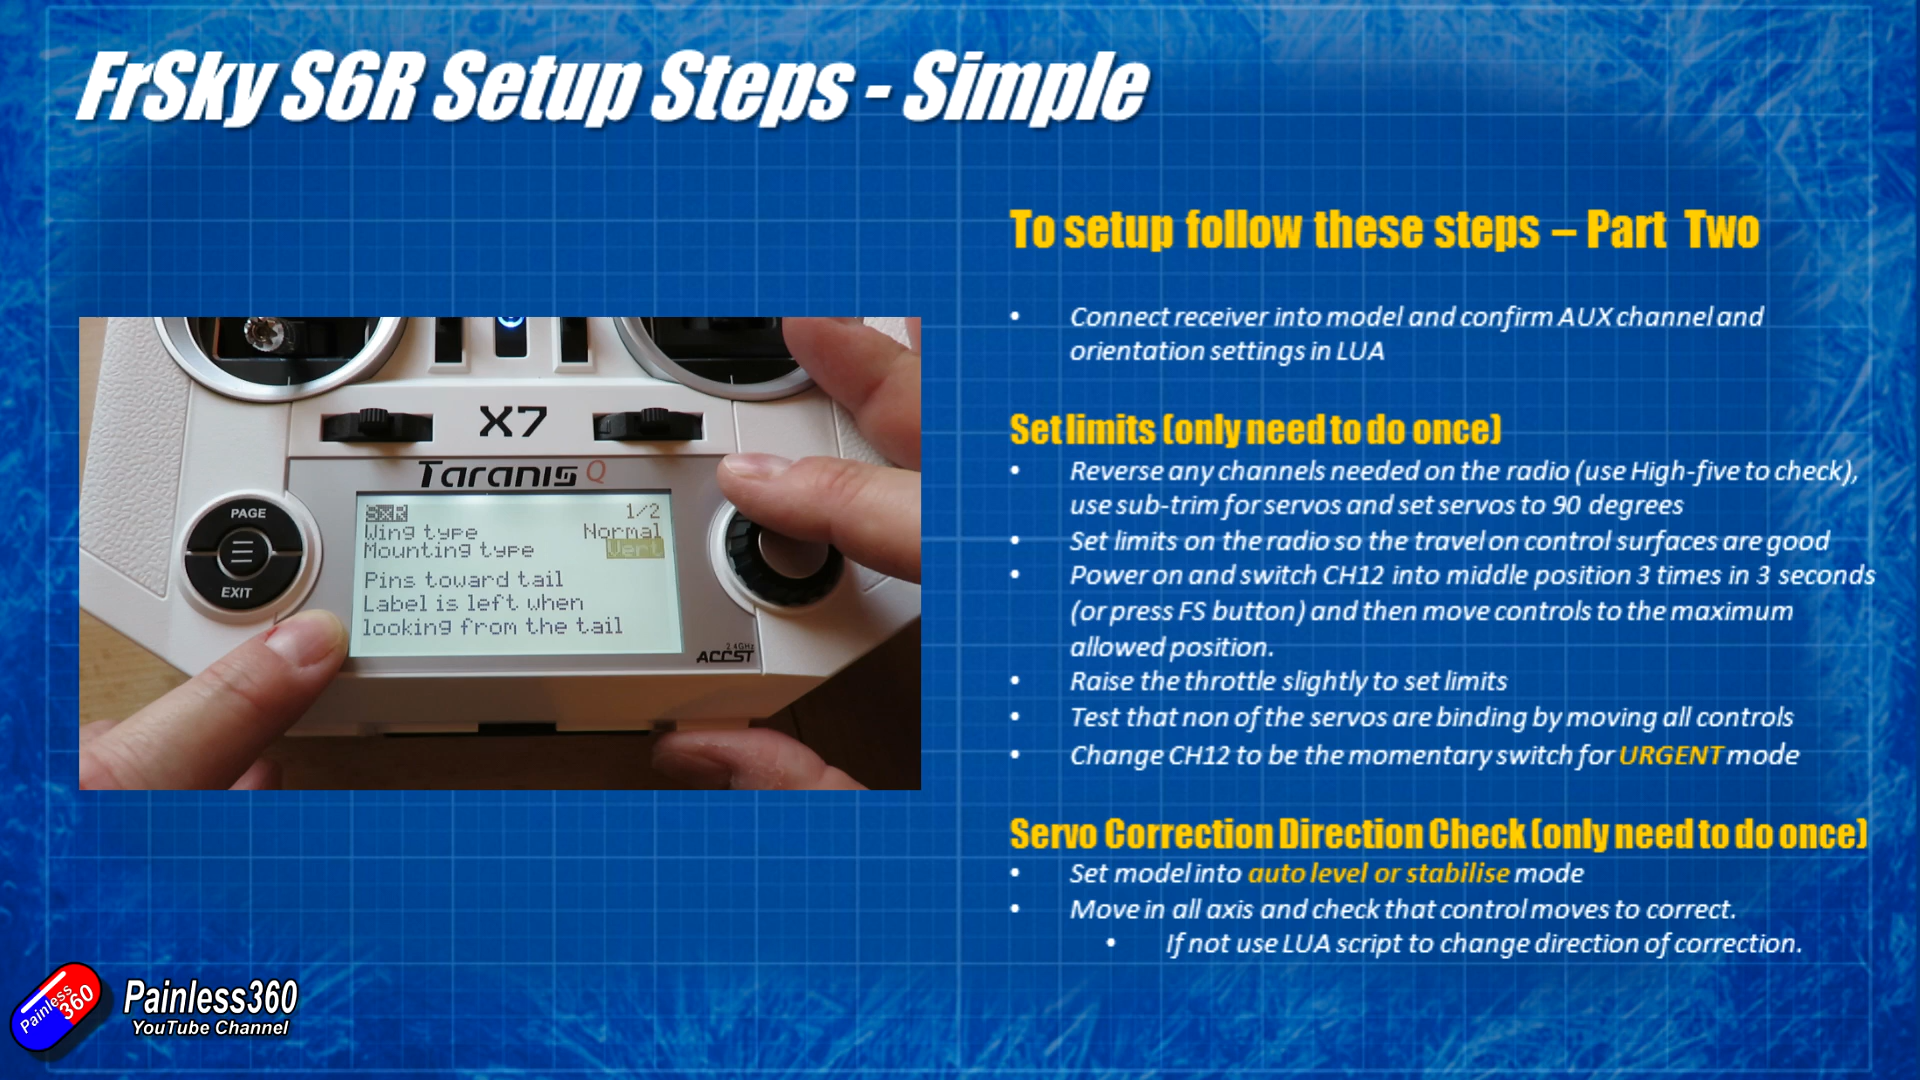 FrSky S6R Setup Steps - Simple
To setup follow these steps – Part Two
• Connect receiver into model and confirm AUX channel and
orientation settings in LUA
Set limits (only need to do once)
• Reverse any channels needed on the radio (use High-five to check),
use sub-trim for servos and set servos to 90 degrees
• Set limits on the radio so the travel on control surfaces are good
• Power on and switch CH12 into middle position 3 times in 3 seconds
(or press FS button) and then move controls to the maximum
allowed position.
• Raise the throttle slightly to set limits
• Test that non of the servos are binding by moving all controls
• Change CH12 to be the momentary switch for URGENT mode
Servo Correction Direction Check (only need to do once)
• Set model into auto level or stabilise mode
• Move in all axis and check that control moves to correct.
• If not use LUA script to change direction of correction.
X7
Taranis Q
PAGE
EXIT
SxR 1/2
Wing type Normal
Mounting type Vert
Pins toward tail
Label is left when
looking from the tail
2.4GHz
ACCST
Painless
360
Painless360
YouTube Channel